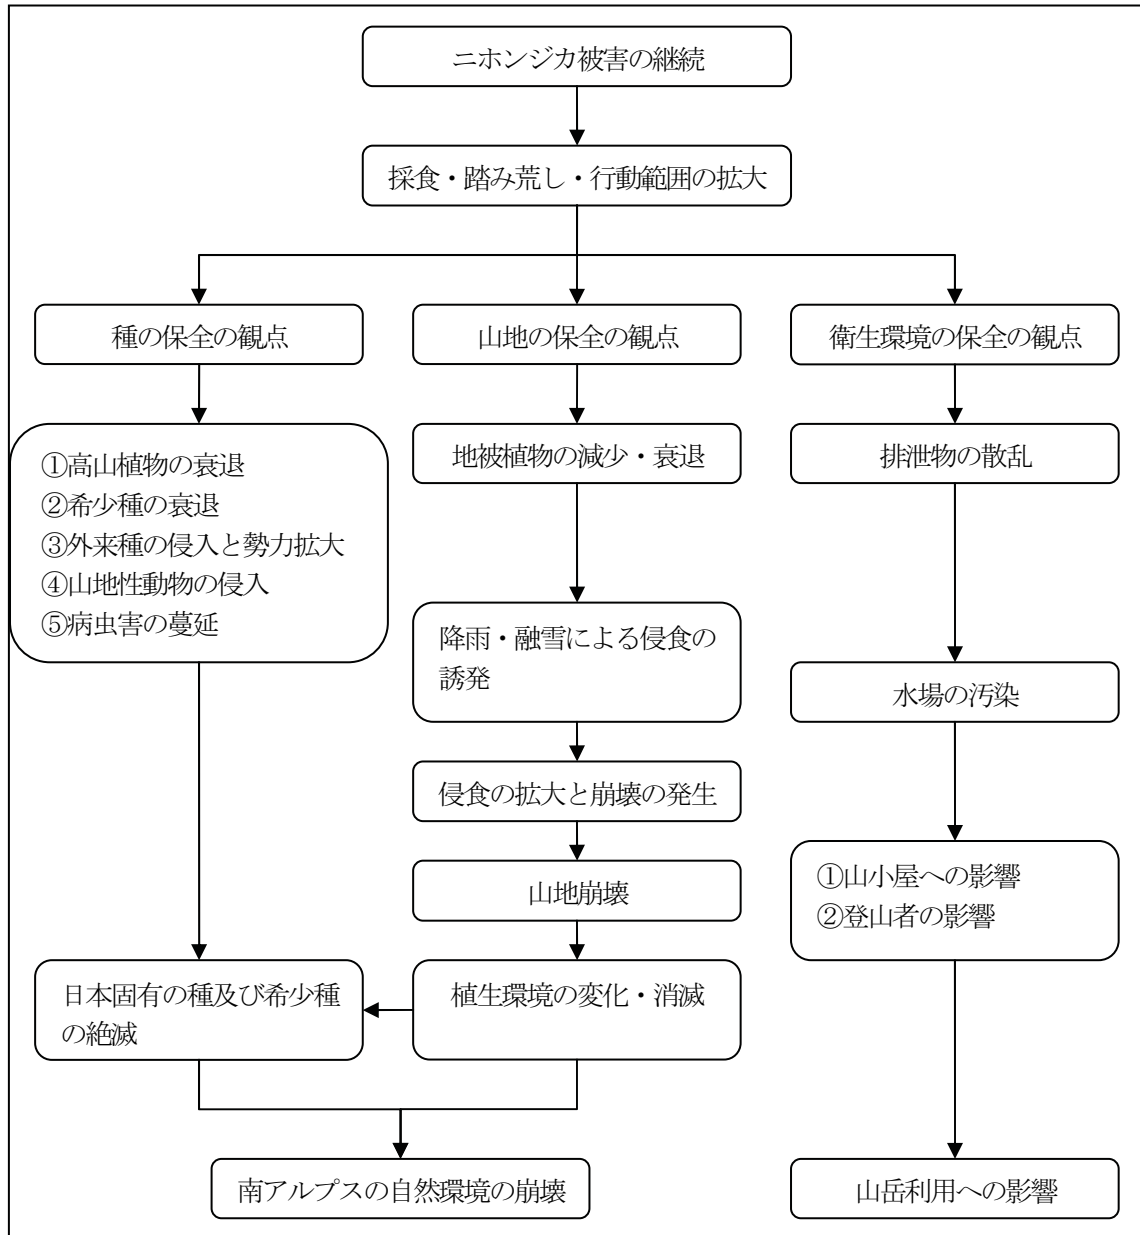 ニホンジカ被害の継続
採食・踏み荒し・行動範囲の拡大
種の保全の観点
山地の保全の観点
衛生環境の保全の観点
①高山植物の衰退
②希少種の衰退
③外来種の侵入と勢力拡大
④山地性動物の侵入
⑤病虫害の蔓延
地被植物の減少・衰退
排泄物の散乱
降雨・融雪による侵食の
誘発
水場の汚染
侵食の拡大と崩壊の発生
山地崩壊
①山小屋への影響
②登山者の影響
日本固有の種及び希少種
の絶滅
植生環境の変化・消滅
南アルプスの自然環境の崩壊
山岳利用への影響